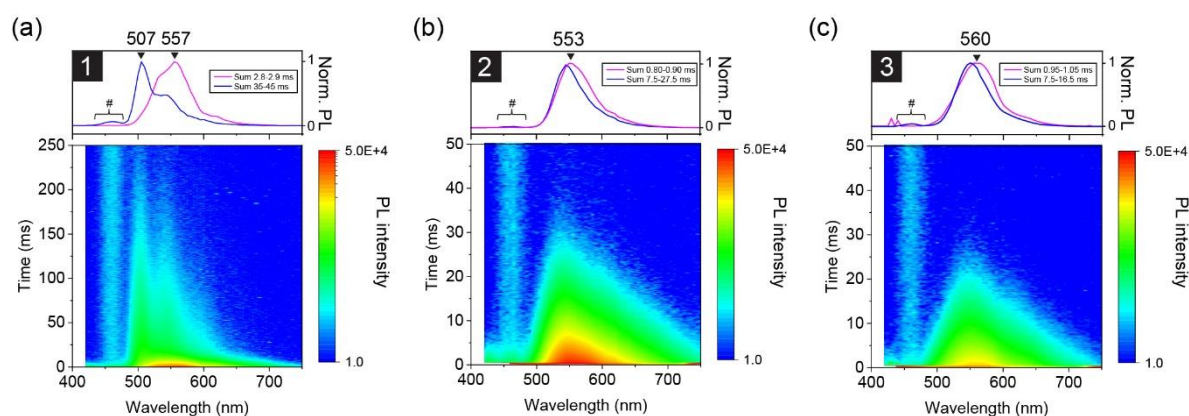 (a)
507 557
1
#
Sum 2.8-2.9 ms
Sum 35-45 ms
1
0
Norm. PL
250
200
150
100
50
0
Time (ms)
400 500 600 700
Wavelength (nm)
5.0E+4
1.0
PL intensity
(b)
553
2
#
Sum 0.80-0.90 ms
Sum 7.5-27.5 ms
1
0
Norm. PL
50
40
30
20
10
0
Time (ms)
400 500 600 700
Wavelength (nm)
5.0E+4
1.0
PL intensity
(c)
560
3
#
Sum 0.95-1.05 ms
Sum 7.5-16.5 ms
1
0
Norm. PL
50
40
30
20
10
0
Time (ms)
400 500 600 700
Wavelength (nm)
5.0E+4
1.0
PL intensity